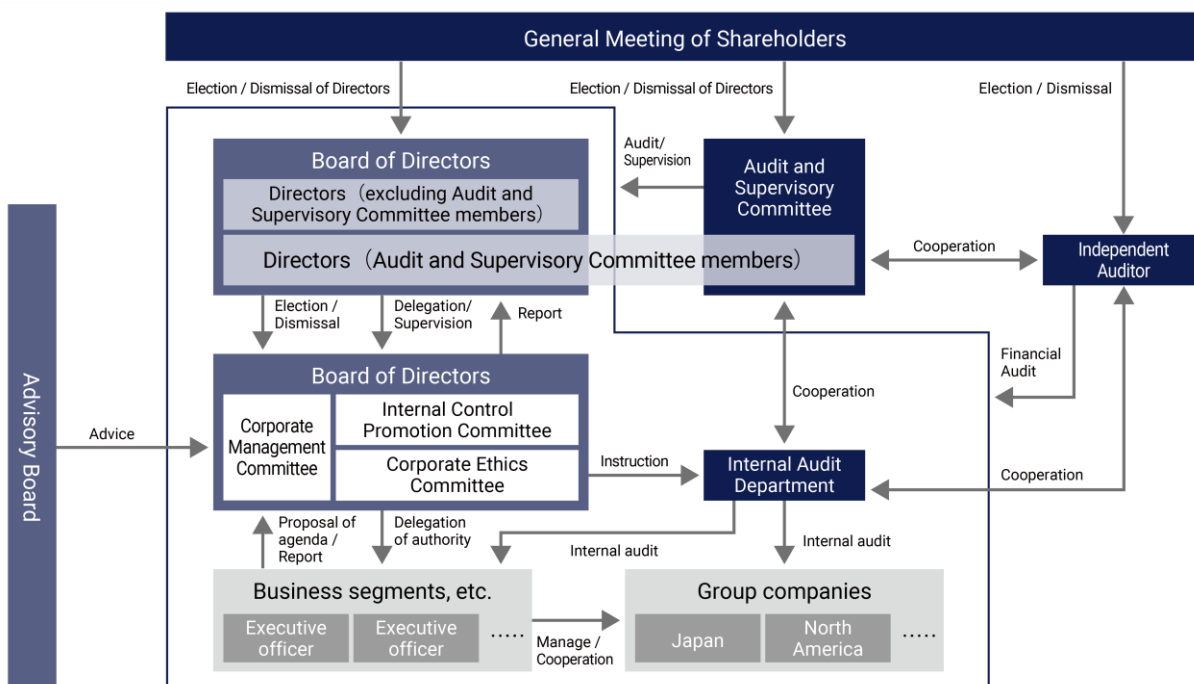 General Meeting of Shareholders
Election / Dismissal of Directors
Election / Dismissal of Directors
Election / Dismissal
Board of Directors
Directors（excluding Audit and
Supervisory Committee members）
Directors（Audit and Supervisory Committee members）
Audit/
Supervision
Audit and
Supervisory
Committee
Cooperation
Independent
Auditor
Election /
Dismissal
Delegation/
Supervision
Report
Financial
Audit
Advisory Board
Advice
Board of Directors
Corporate
Management
Committee
Internal Control
Promotion Committee
Corporate Ethics
Committee
Instruction
Cooperation
Internal Audit
Department
Cooperation
Proposal of
agenda /
Report
Delegation
of authority
Internal audit
Internal audit
Business segments, etc.
Executive
officer
Executive
officer
·····
Manage /
Cooperation
Group companies
Japan
North
America
·····